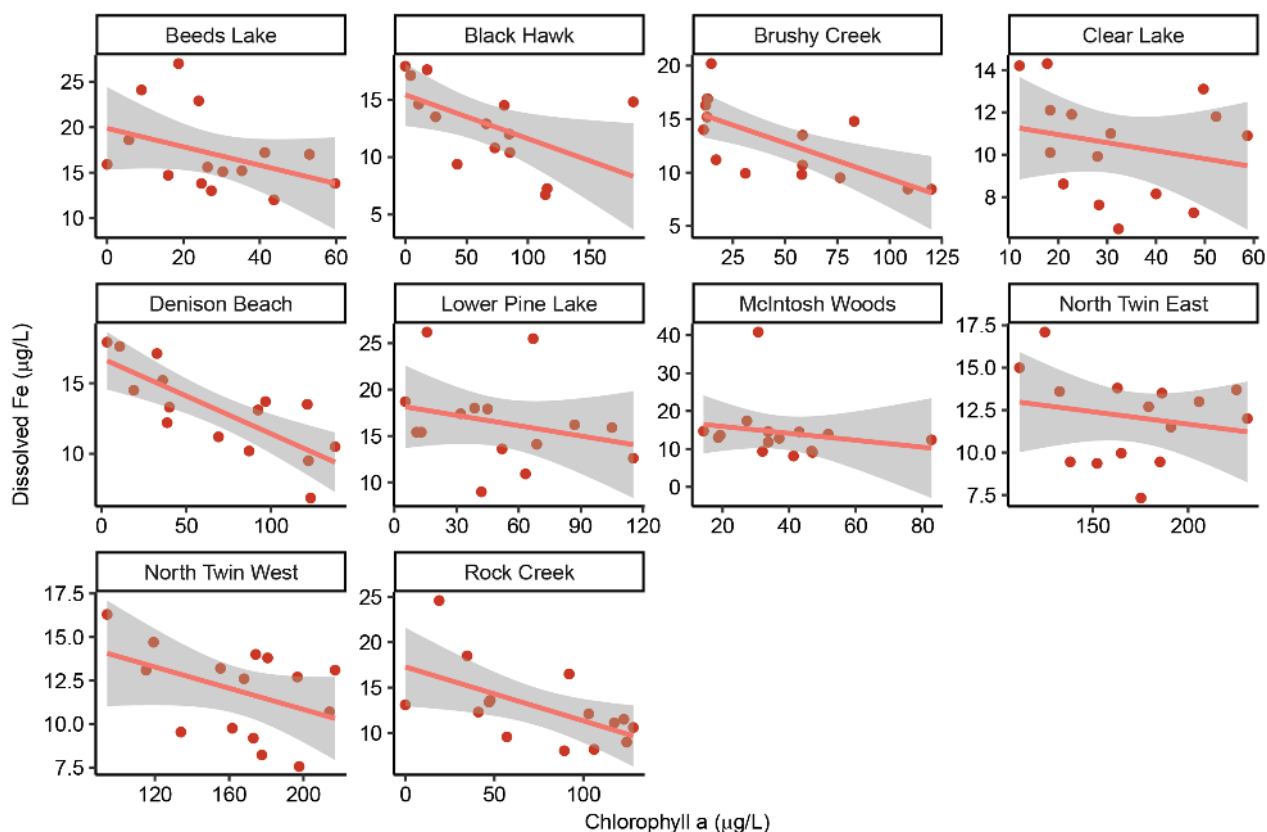 Beeds Lake Black Hawk Brushy Creek Clear Lake
25
20
15
10
0 20 40 60
15
10
5
0 50 100 150
20
15
10
5
25 50 75 100 125
14
12
10
8
10 20 30 40 50 60
Denison Beach Lower Pine Lake McIntosh Woods North Twin East
15
10
0 50 100
25
20
15
10
0 30 60 90 120
40
30
20
10
0
20 40 60 80
17.5
15.0
12.5
10.0
7.5
150 200
North Twin West Rock Creek
17.5
15.0
12.5
10.0
7.5
120 160 200
25
20
15
10
0 50 100
Dissolved Fe (µg/L)
Chlorophyll a (µg/L)